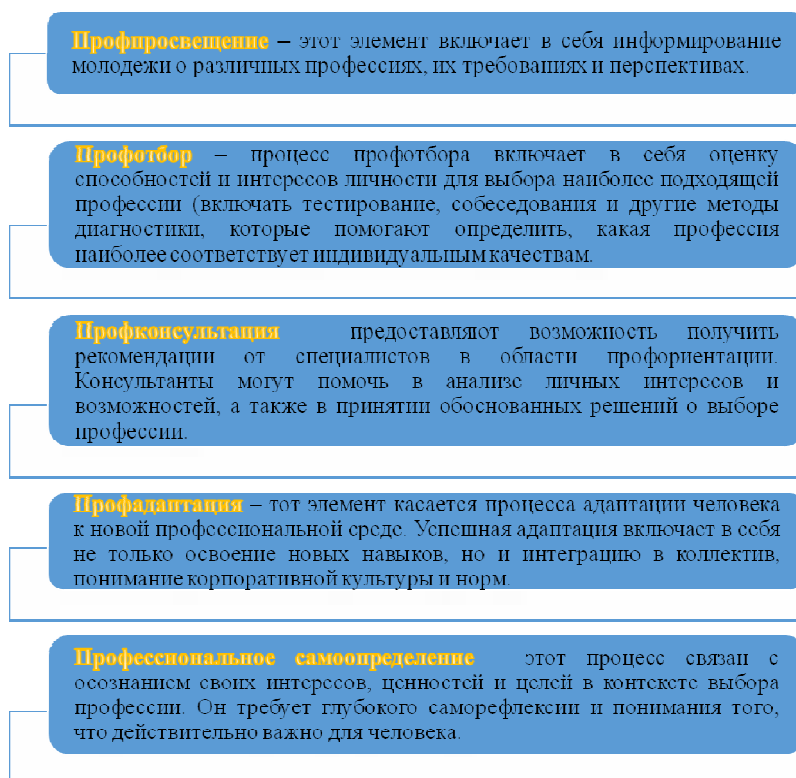 Профпросвещение – этот элемент включает в себя информирование
молодежи о различных профессиях, их требованиях и перспективах.
Профотбор – процесс профотбора включает в себя оценку
способностей и интересов личности для выбора наиболее подходящей
профессии (включать тестирование, собеседования и другие методы
диагностики, которые помогают определить, какая профессия
наиболее соответствует индивидуальным качествам.
Профконсультация предоставляют возможность получить
рекомендации от специалистов в области профориентации.
Консультанты могут помочь в анализе личных интересов и
возможностей, а также в принятии обоснованных решений о выборе
профессии.
Профадаптация – тот элемент касается процесса адаптации человека
к новой профессиональной среде. Успешная адаптация включает в себя
не только освоение новых навыков, но и интеграцию в коллектив,
понимание корпоративной культуры и норм.
Профессиональное самоопределение этот процесс связан с
осознанием своих интересов, ценностей и целей в контексте выбора
профессии. Он требует глубокого саморефлексии и понимания того,
что действительно важно для человека.